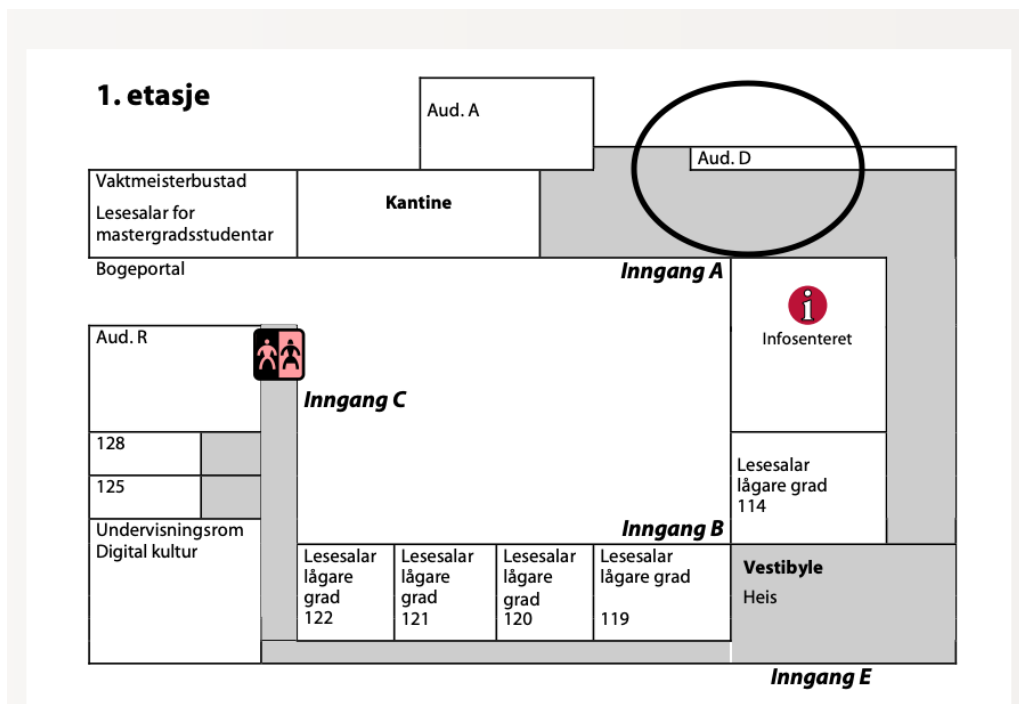 1. etasje
Aud. A
Aud. D
Vaktmeisterbustad
Lesesalar for
mastergradsstudentar
Kantine
Bogeportal
Inngang A
i
Infosenteret
Aud. R
Inngang C
128
125
Lesesalar
lågare grad
114
Undervisningsrom
Digital kultur
Inngang B
Lesesalar
lågare
grad
122
Lesesalar
lågare
grad
121
Lesesalar
lågare
grad
120
Lesesalar
lågare grad
119
Vestibyle
Heis
Inngang E